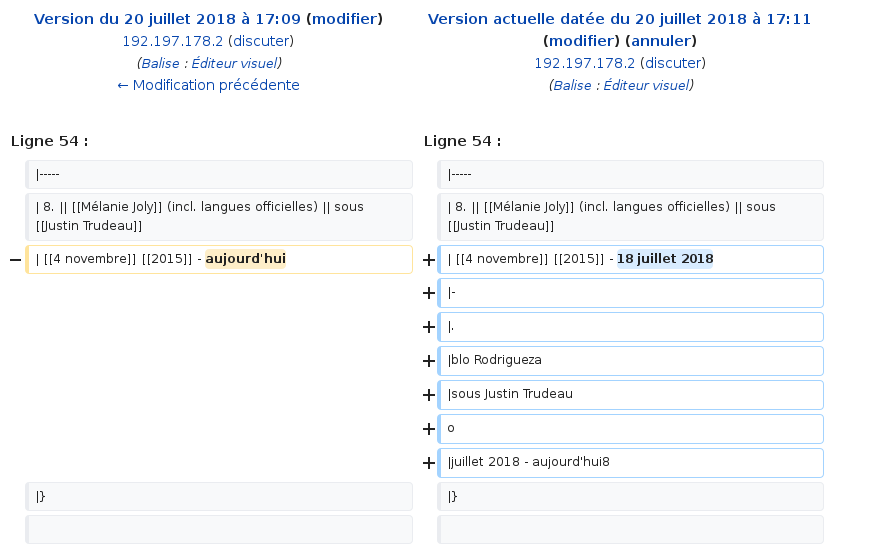 Version du 20 juillet 2018 à 17:09 (modifier)
192.197.178.2 (discuter)
(Balise : Éditeur visuel)
← Modification précédente
Version actuelle datée du 20 juillet 2018 à 17:11
(modifier) (annuler)
192.197.178.2 (discuter)
(Balise : Éditeur visuel)
Ligne 54 :
Ligne 54 :
|-----
|-----
| 8. || [[Mélanie Joly]] (incl. langues officielles) || sous
[[Justin Trudeau]]
| 8. || [[Mélanie Joly]] (incl. langues officielles) || sous
[[Justin Trudeau]]
− | [[4 novembre]] [[2015]] - aujourd'hui
+ | [[4 novembre]] [[2015]] - 18 juillet 2018
+ |-
+ |.
+ |blo Rodrigueza
+ |sous Justin Trudeau
+ o
+ |juillet 2018 - aujourd'hui8
|}
|}